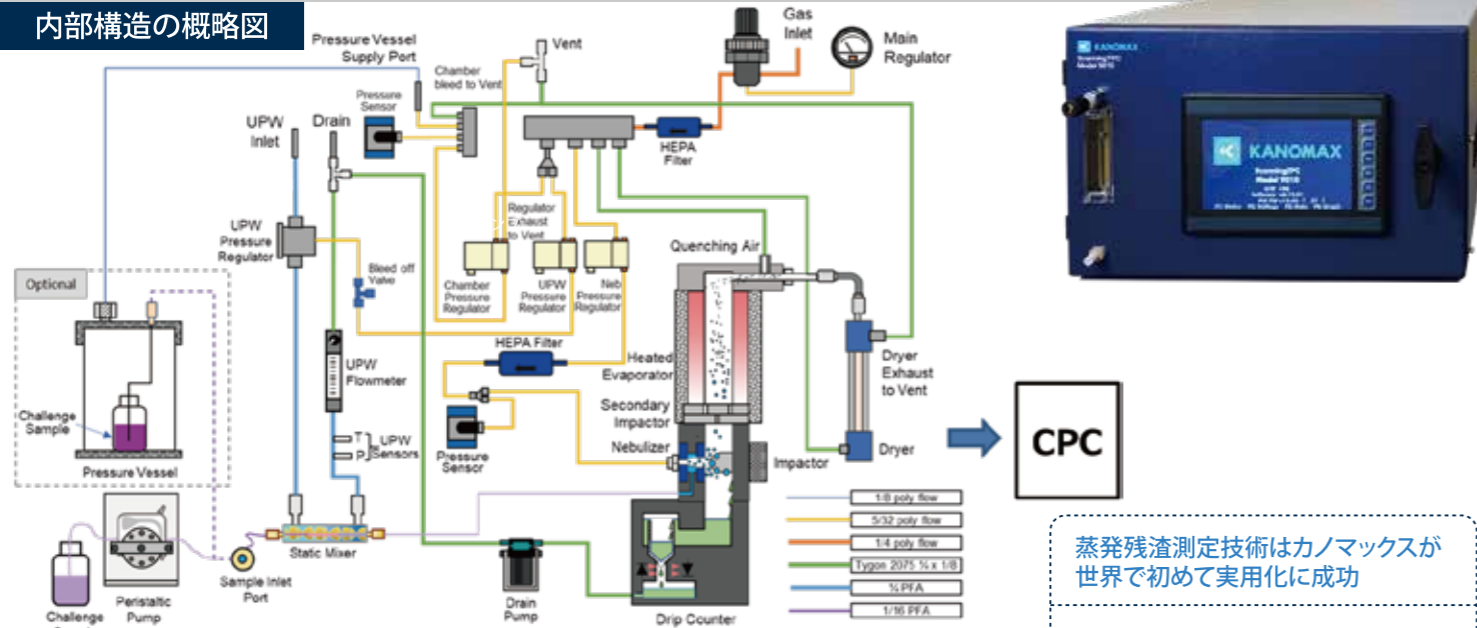 内部構造の概略図
Pressure Vessel
Supply Port
Chamber
bleed to Vent
Vent
Gas
Inlet
Main
Regulator
Pressure
Sensor
UPW
Inlet
Drain
HEPA
Filter
UPW
Pressure
Regulator
Regulator
Exhaust
to Vent
Quenching Air
Optional
Bleed off
Valve
Chamber
Pressure
Regulator
UPW
Pressure
Regulator
Neb
Pressure
Regulator
HEPA Filter
UPW
Flowmeter
Heated
Evaporator
Dryer
Exhaust
to Vent
Challenge
Sample
Secondary
Impactor
T
P
UPW
Sensors
Nebulizer
Pressure
Sensor
Impactor
Dryer
CPC
Pressure Vessel
Static Mixer
Sample Inlet
Port
Challenge
Peristaltic
Pump
Drain
Pump
Drip Counter
1/8 poly flow
5/32 poly flow
1/4 poly flow
Tygon 2075 ¼ x 1/8
¼ PFA
1/16 PFA
KANOMAX
ScanningTPC
Model 9010
KANOMAX
ScanningTPC
Model 9010
蒸発残渣測定技術はカノマックスが
世界で初めて実用化に成功